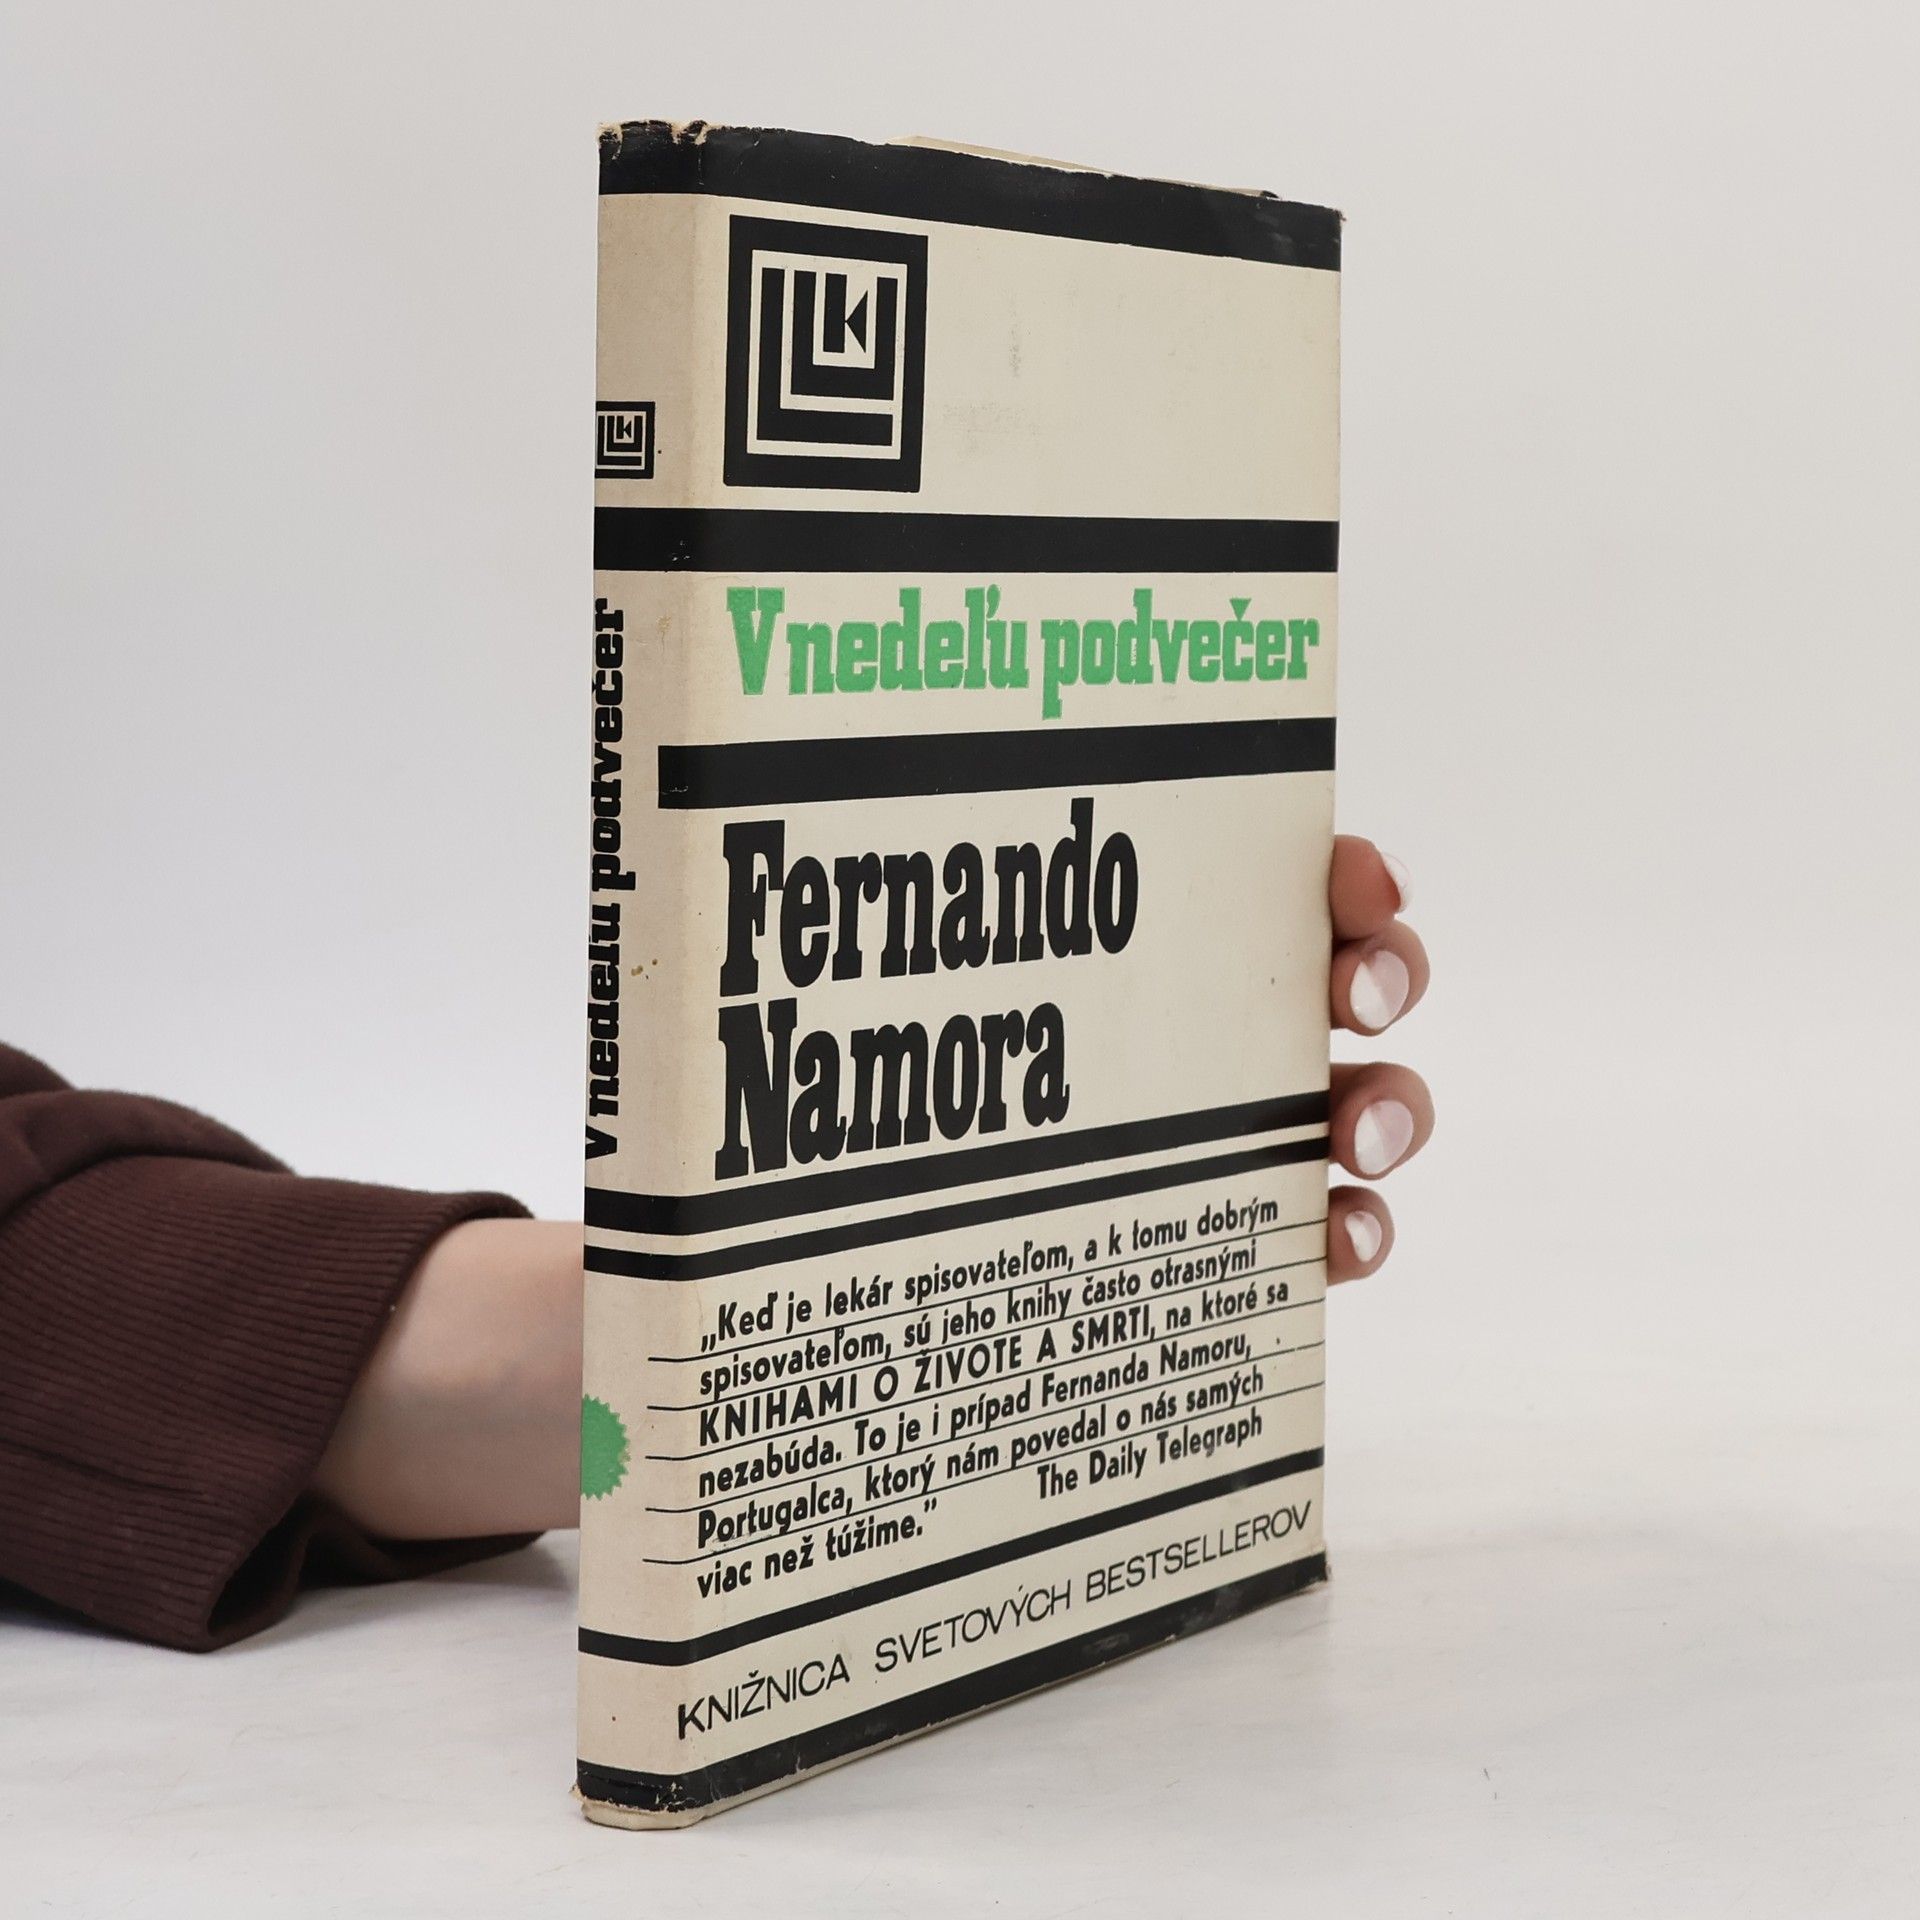 V nedeľu podvečer
V nedeľu podvečer
Fernando
Namora
„Keď je lekár spisovateľom, a k tomu dobrým
spisovateľom, sú jeho knihy často otrasnými
KNIHAMI O ŽIVOTE A SMRTI, na ktoré sa
nezabúda. To je i prípad Fernanda Namoru,
Portugalca, ktorý nám povedal o nás samých
viac než túžime.” The Daily Telegraph
KNIŽNICA SVETOVÝCH BESTSELLEROV